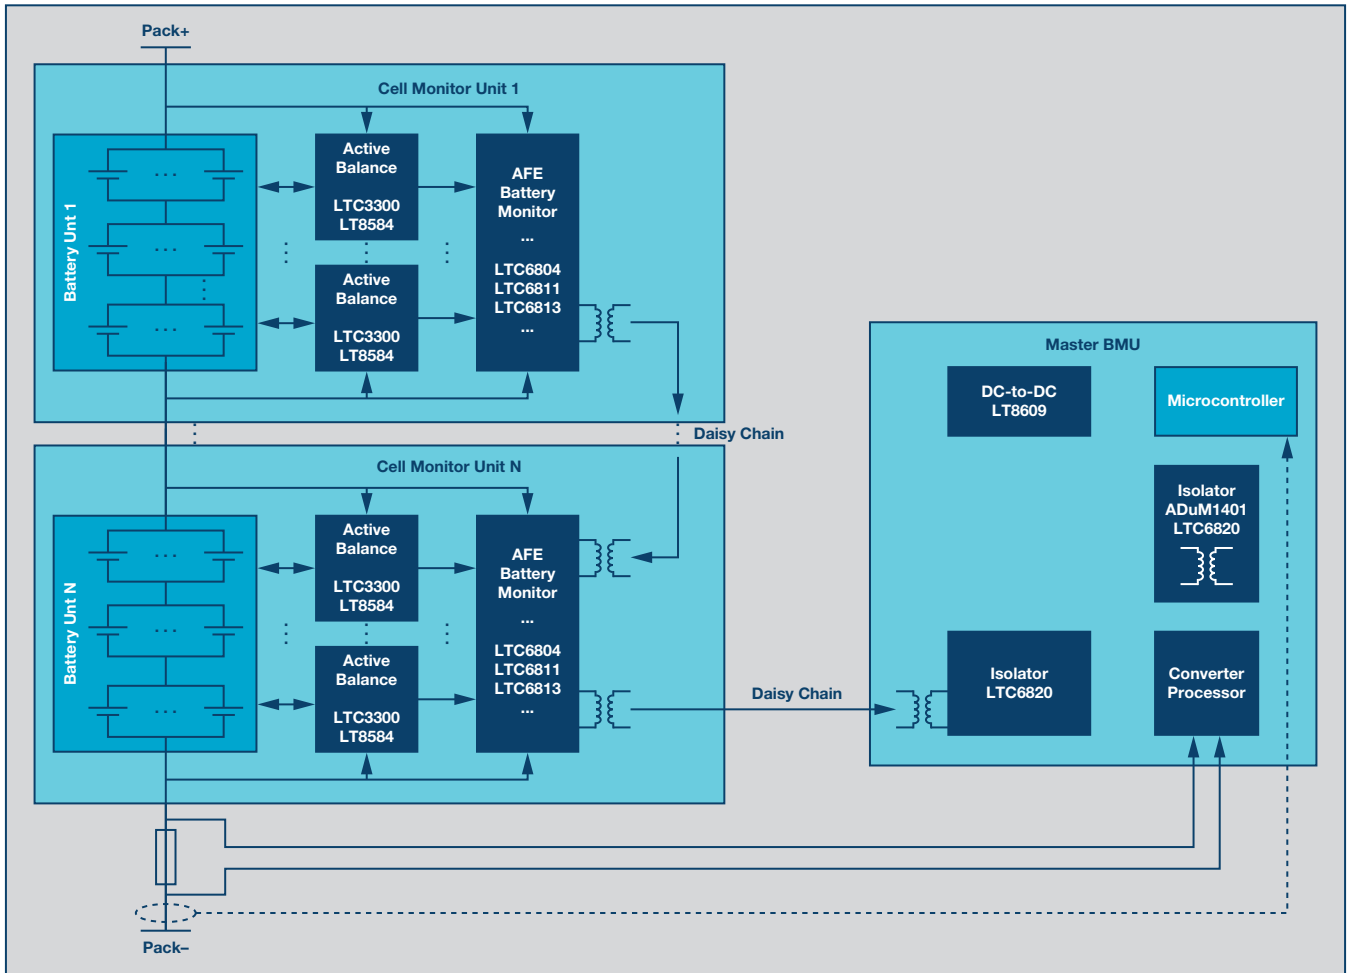 Pack+
Cell Monitor Unit 1
Battery Unt 1
...
...
...
Active
Balance
LTC3300
LT8584
Active
Balance
LTC3300
LT8584
AFE
Battery
Monitor
...
LTC6804
LTC6811
LTC6813
...
Daisy Chain
Cell Monitor Unit N
Battery Unt N
...
...
...
Active
Balance
LTC3300
LT8584
Active
Balance
LTC3300
LT8584
AFE
Battery
Monitor
...
LTC6804
LTC6811
LTC6813
...
Daisy Chain
Master BMU
DC-to-DC
LT8609
Microcontroller
Isolator
ADuM1401
LTC6820
Isolator
LTC6820
Converter
Processor
Pack–